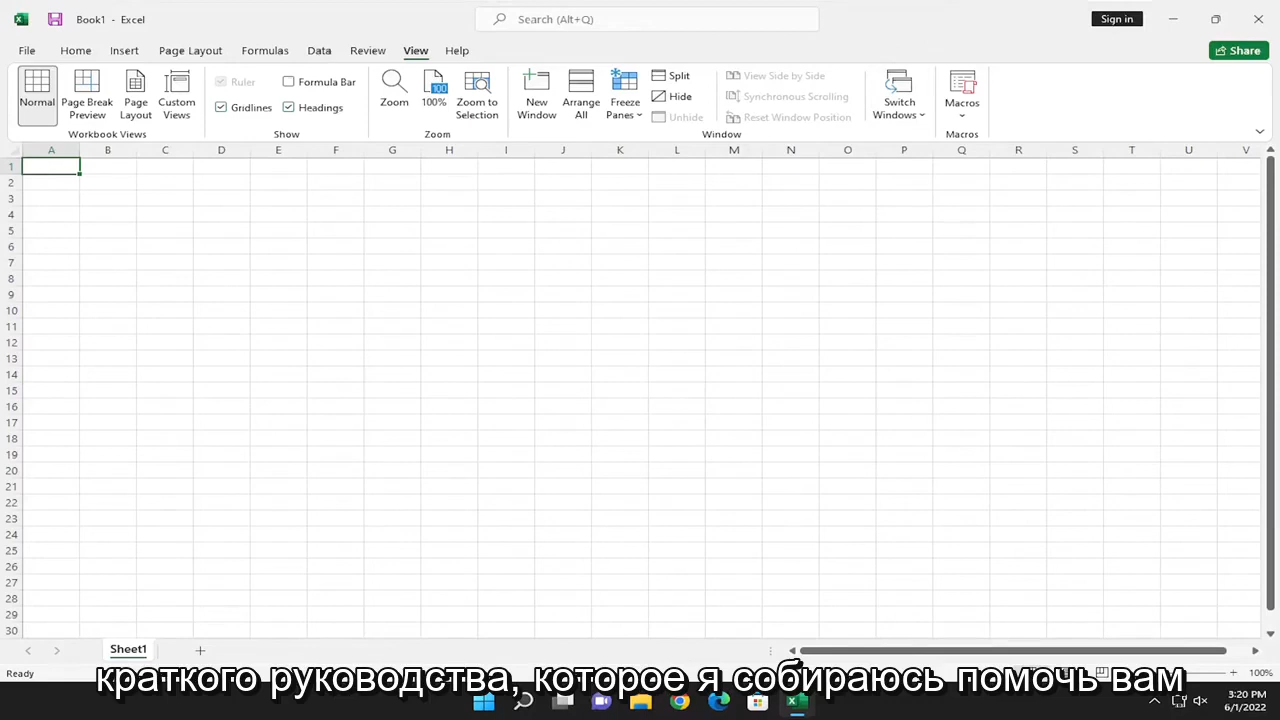 Book1 - Excel
Search (Alt+Q)
Sign in
File Home Insert Page Layout Formulas Data Review View Help
Share
Normal
Page Break Preview
Page Layout
Custom Views
Workbook Views
Ruler
Formula Bar
Gridlines
Headings
Show
Zoom
100
100%
Zoom to Selection
Zoom
New Window
Arrange All
Freeze Panes
Split
Hide
Unhide
View Side by Side
Synchronous Scrolling
Reset Window Position
Window
Switch Windows
Macros
Macros
A B C D E F G H I J K L M N O P Q R S T U V
1
2
3
4
5
6
7
8
9
10
11
12
13
14
15
16
17
18
19
20
21
22
23
24
25
26
27
28
29
30
Sheet1
Ready
100%
краткого руководства, которое я собираюсь помочь вам
3:20 PM
6/1/2022